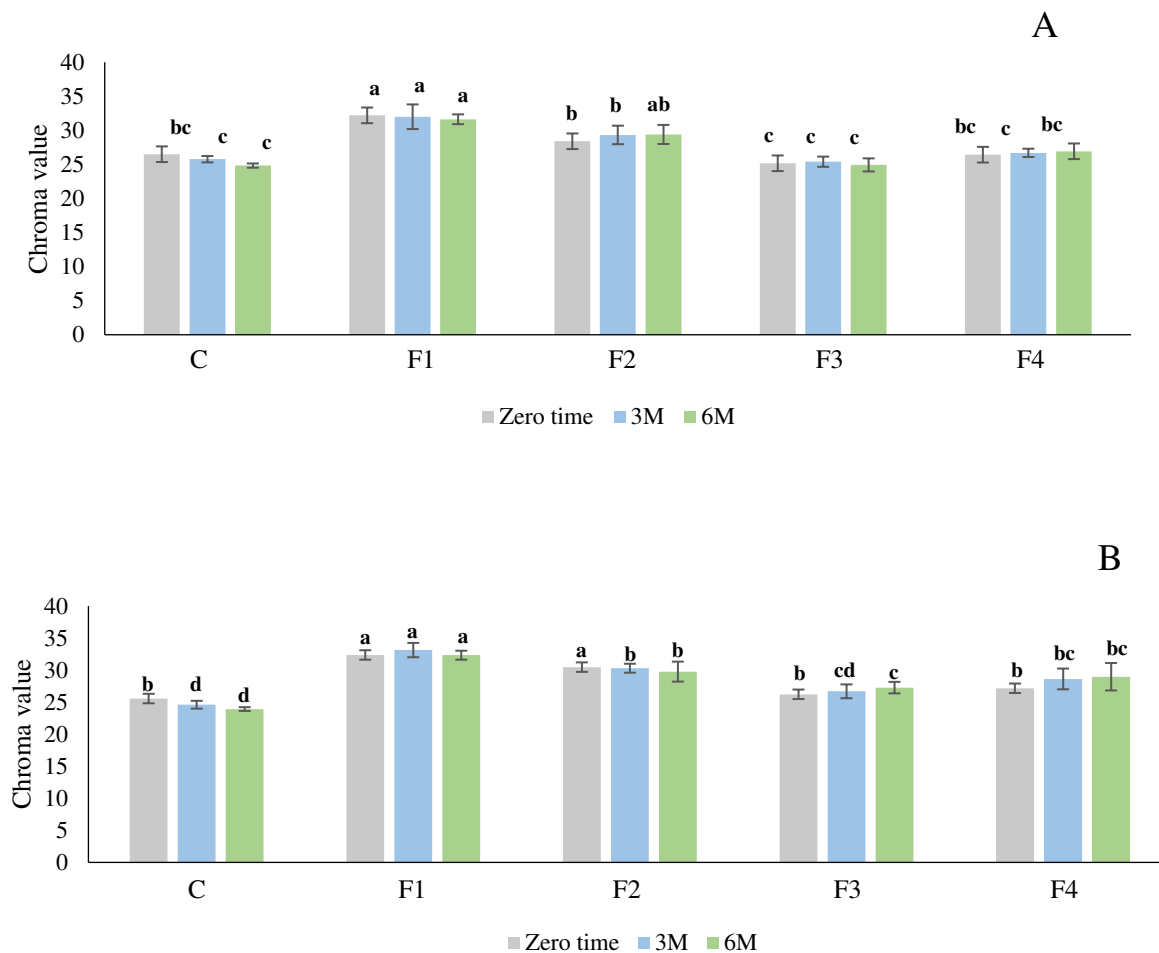 A
40
35
30
25
20
15
10
5
0
Chroma value
bc c c a a a b b ab c c c bc c bc
C F1 F2 F3 F4
Zero time 3M 6M
B
40
35
30
25
20
15
10
5
0
Chroma value
b d d a a a a b b b cd c b bc bc
C F1 F2 F3 F4
Zero time 3M 6M